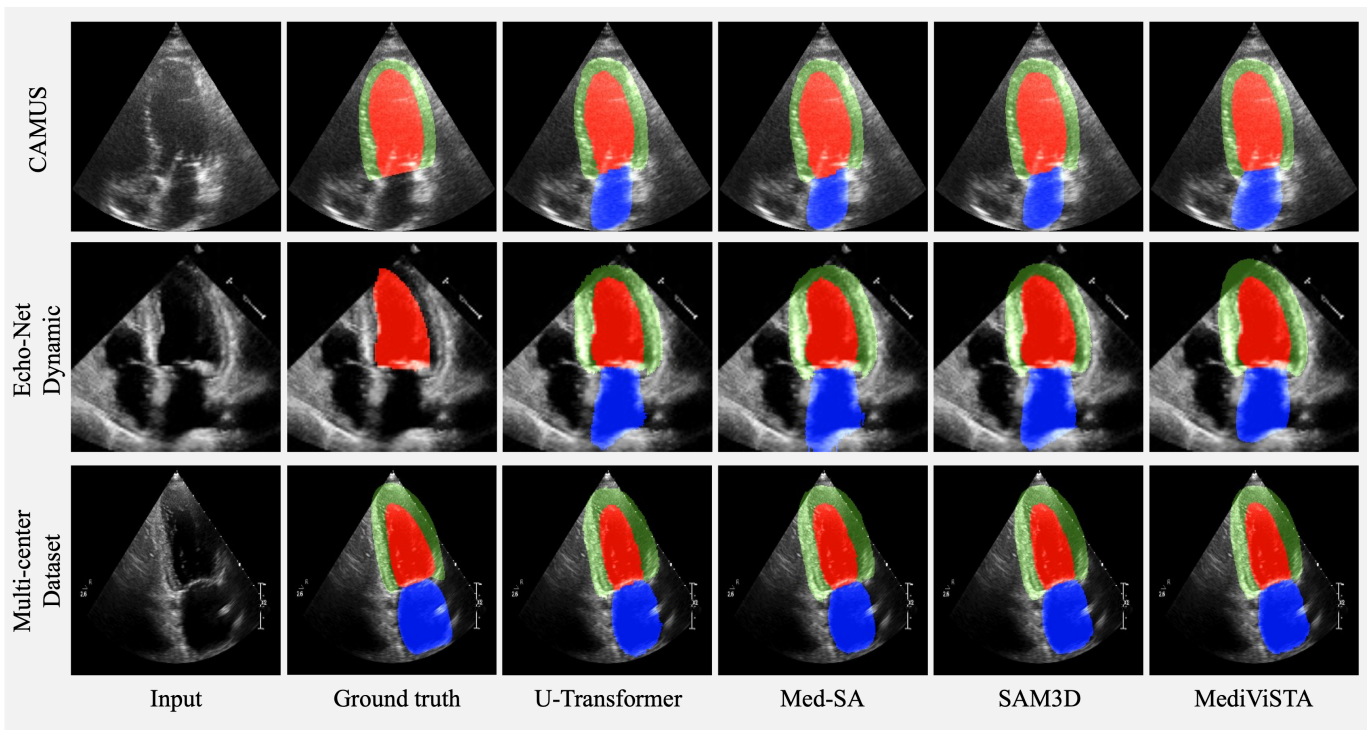 CAMUS
Echo-Net
Dynamic
Multi-center
Dataset
Input
Ground truth
U-Transformer
Med-SA
SAM3D
MediViSTA